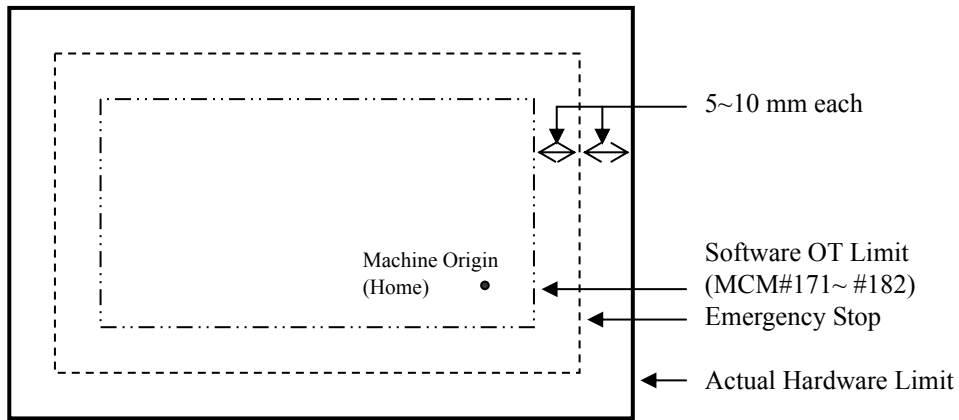 5~10 mm each
Machine Origin
(Home)
Software OT Limit
(MCM#171~ #182)
Emergency Stop
Actual Hardware Limit